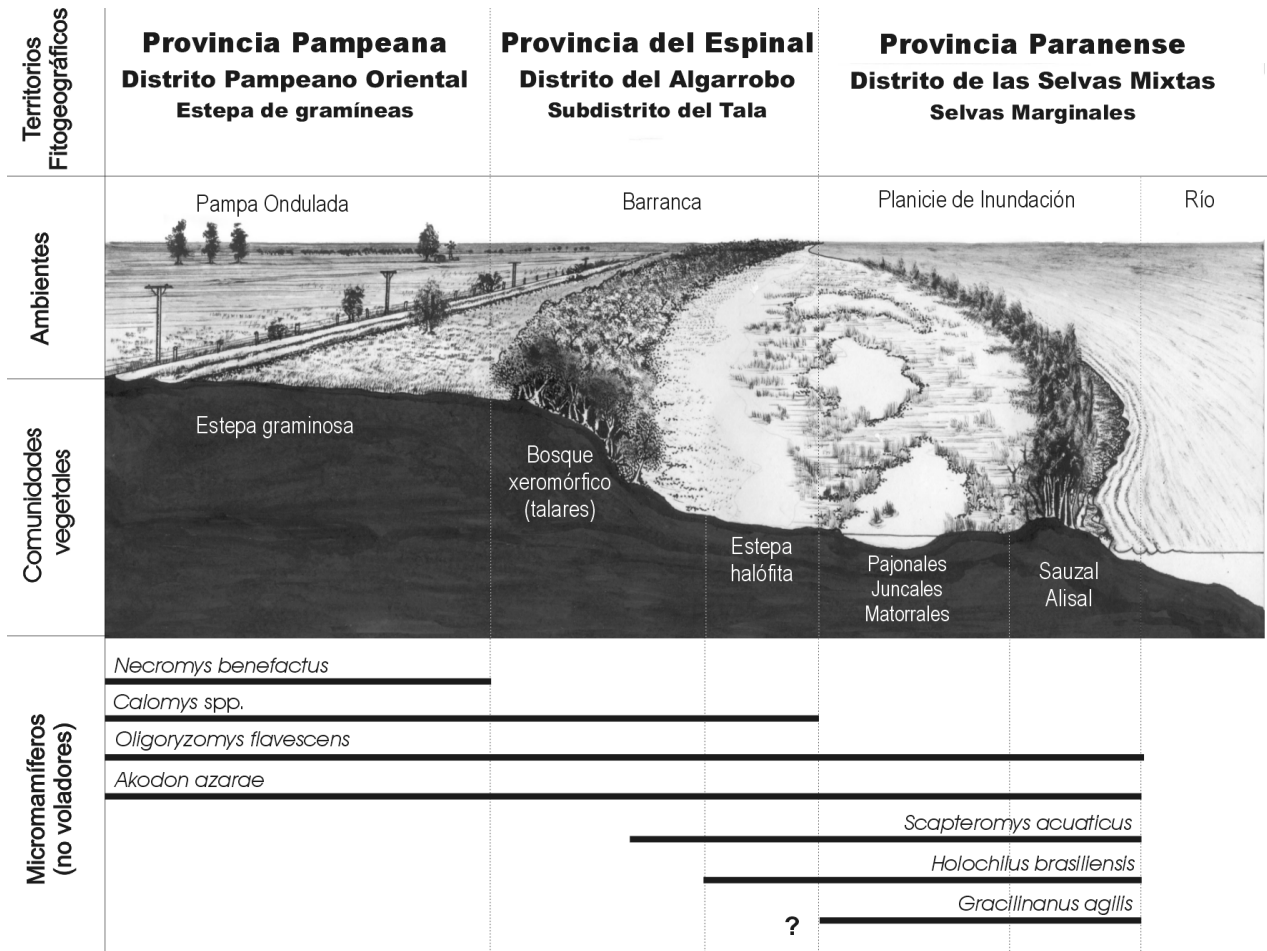 Territorios
Fitogeográficos
Provincia Pampeana
Distrito Pampeano Oriental
Estepa de gramíneas
Provincia del Espinal
Distrito del Algarrobo
Subdistrito del Tala
Provincia Paranense
Distrito de las Selvas Mixtas
Selvas Marginales
Ambientes
Pampa Ondulada
Barranca
Planicie de Inundación
Río
Comunidades
vegetales
Estepa graminosa
Bosque
xeromórfico
(talares)
Estepa
halófita
Pajonales
Juncales
Matorrales
Sauzal
Alisal
Micromamíferos
(no voladores)
Necromys benefactus
Calomys spp.
Oligoryzomys flavescens
Akodon azarae
Scapteromys acuaticus
Holochilus brasiliensis
Gracilinanus agilis
?